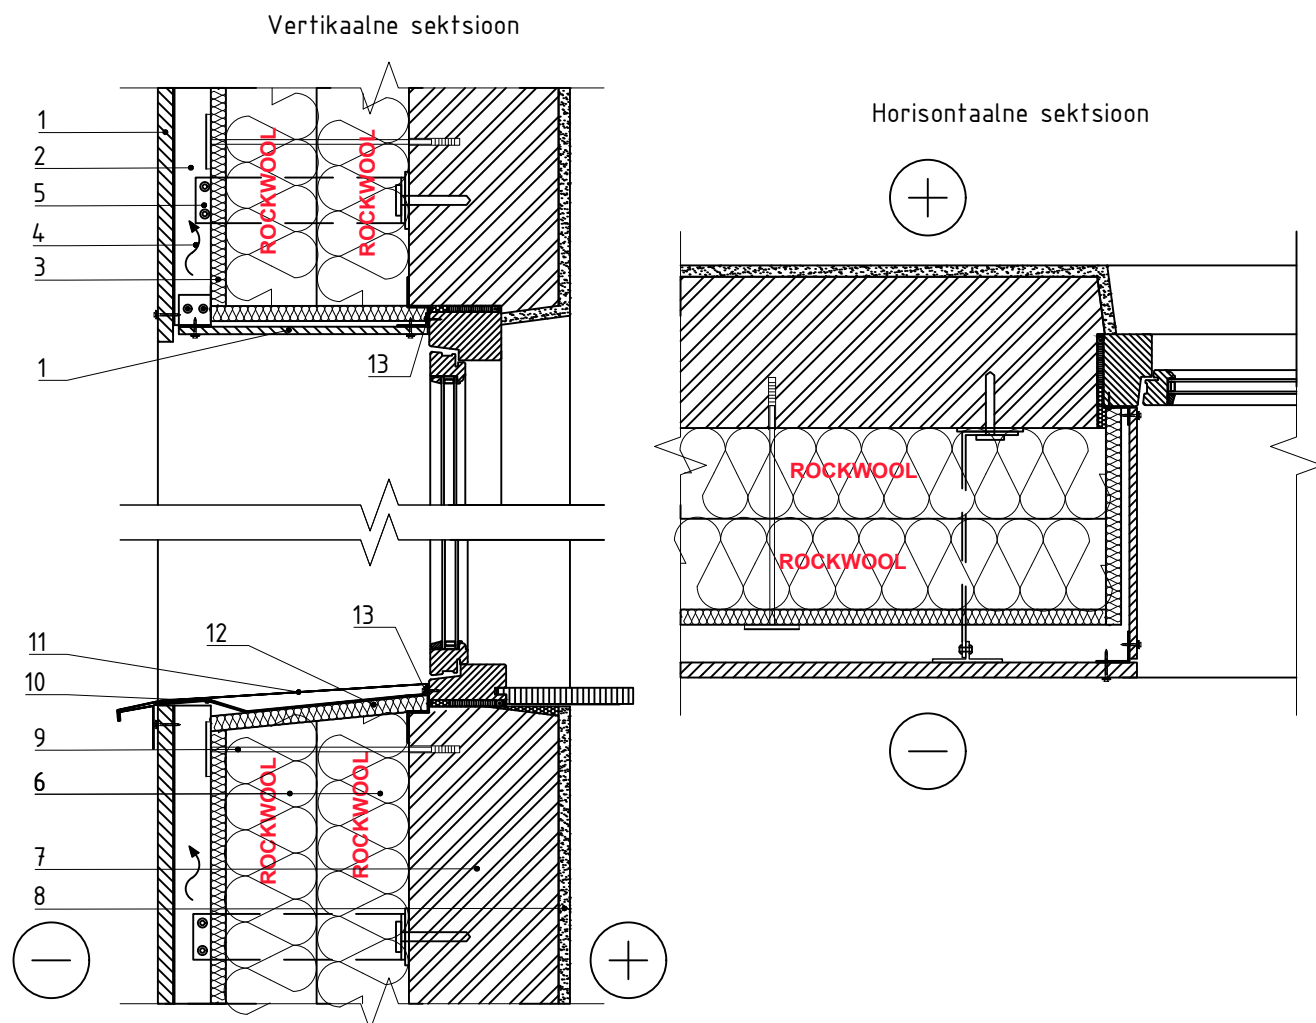 Vertikaalne sektsioon
Horisontaalne sektsioon
1
2
5
4
3
1
13
ROCKWOOL
ROCKWOOL
ROCKWOOL
ROCKWOOL
11
10
12
13
9
6
7
8
ROCKWOOL
ROCKWOOL